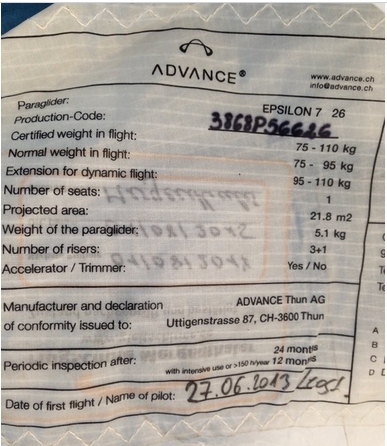 ADVANCE®
www.advance.ch
info@advance.ch
Paraglider: EPSILON 7 26
Production-Code: 3868P56626
Certified weight in flight: 75 - 110 kg
Normal weight in flight: 75 - 95 kg
Extension for dynamic flight: 95 - 110 kg
Number of seats: 1
Projected area: 21.8 m2
Weight of the paraglider: 5.1 kg
Number of risers: 3+1
Accelerator / Trimmer: Yes / No
Manufacturer and declaration ADVANCE Thun AG
of conformity issued to: Uttigenstrasse 87, CH-3600 Thun
Periodic inspection after: 24 months
with intensive use or >150 h/year 12 months
Date of first flight / Name of pilot: 27.06.2013
A
B
C
D